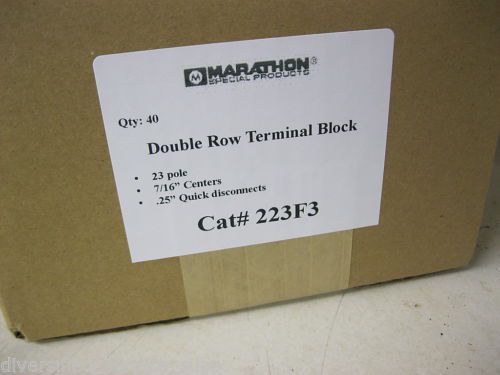 MARATHON®
SPECIAL PRODUCTS
Qty: 40
Double Row Terminal Block
• 23 pole
• 7/16” Centers
• .25” Quick disconnects
Cat# 223F3